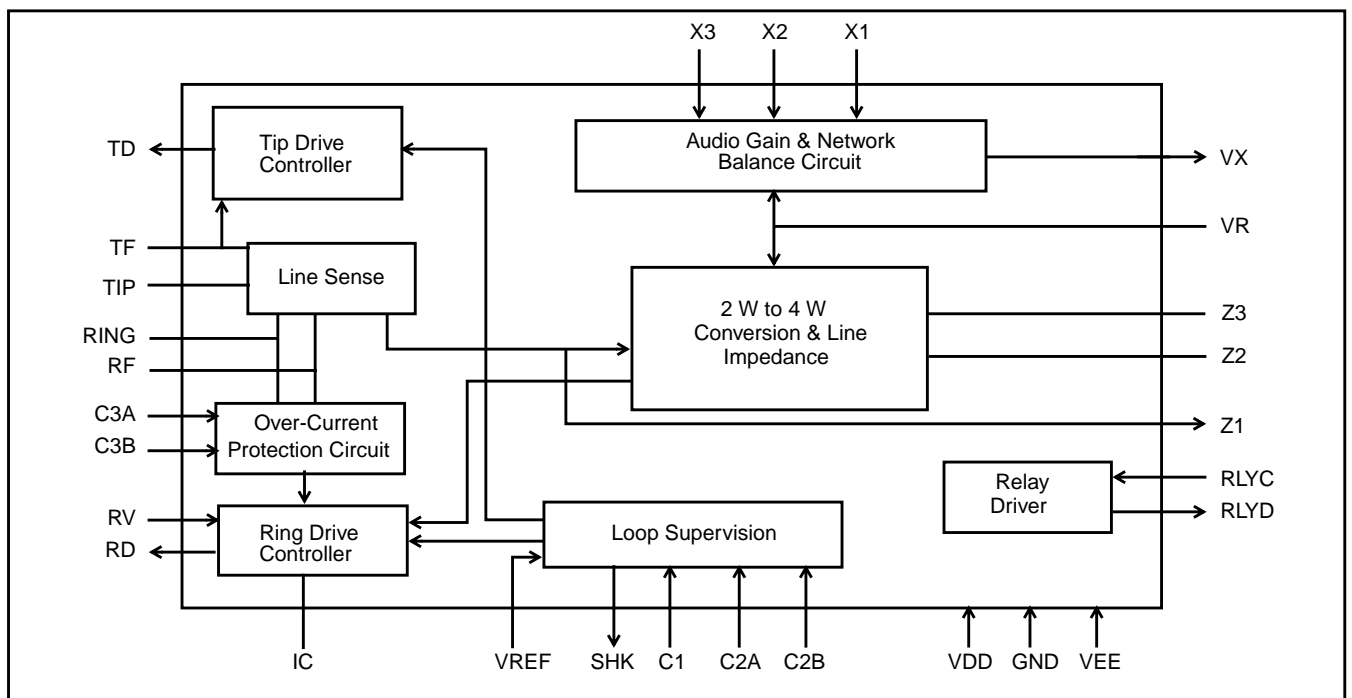 X3 X2 X1
TD
Tip Drive
Controller
Audio Gain & Network
Balance Circuit
VX
TF
VR
TIP
Line Sense
2 W to 4 W
Conversion & Line
Impedance
Z3
RING
RF
Z2
C3A
C3B
Over-Current
Protection Circuit
Z1
RV
RD
Ring Drive
Controller
Loop Supervision
Relay
Driver
RLYC
RLYD
IC VREF SHK C1 C2A C2B VDD GND VEE